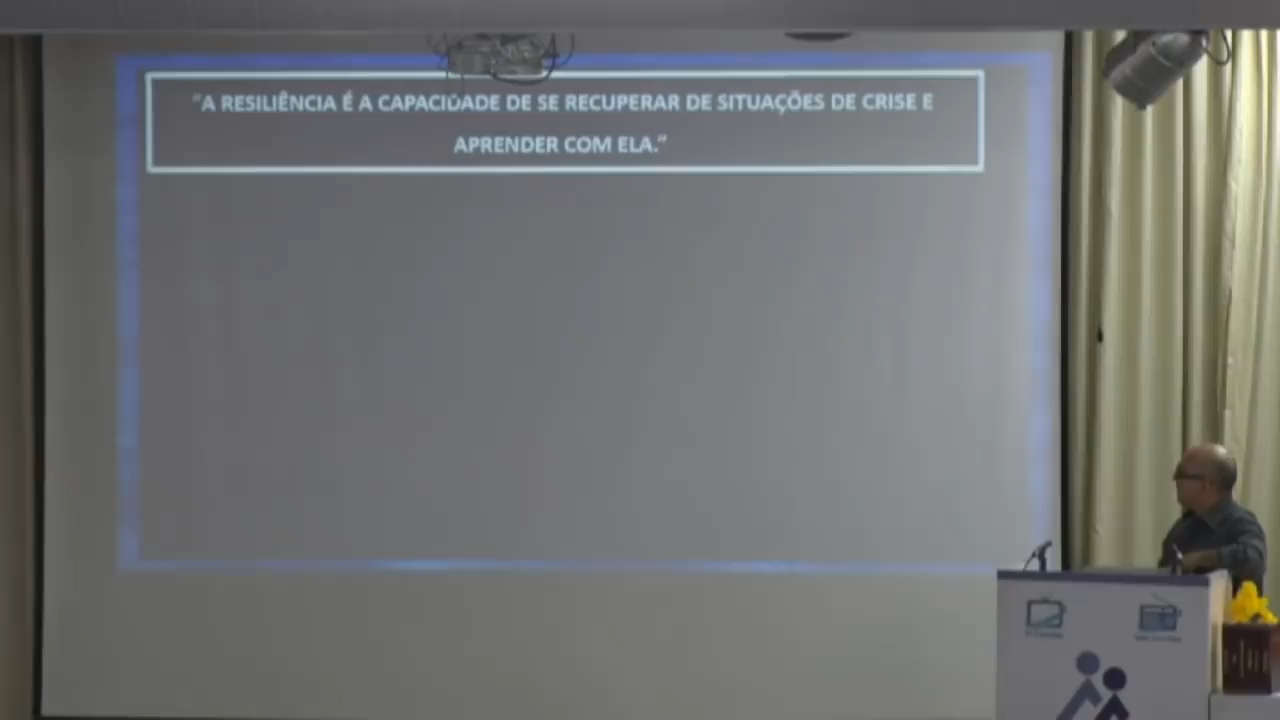 "A RESILIÊNCIA É A CAPACIDADE DE SE RECUPERAR DE SITUAÇÕES DE CRISE E
APRENDER COM ELA."